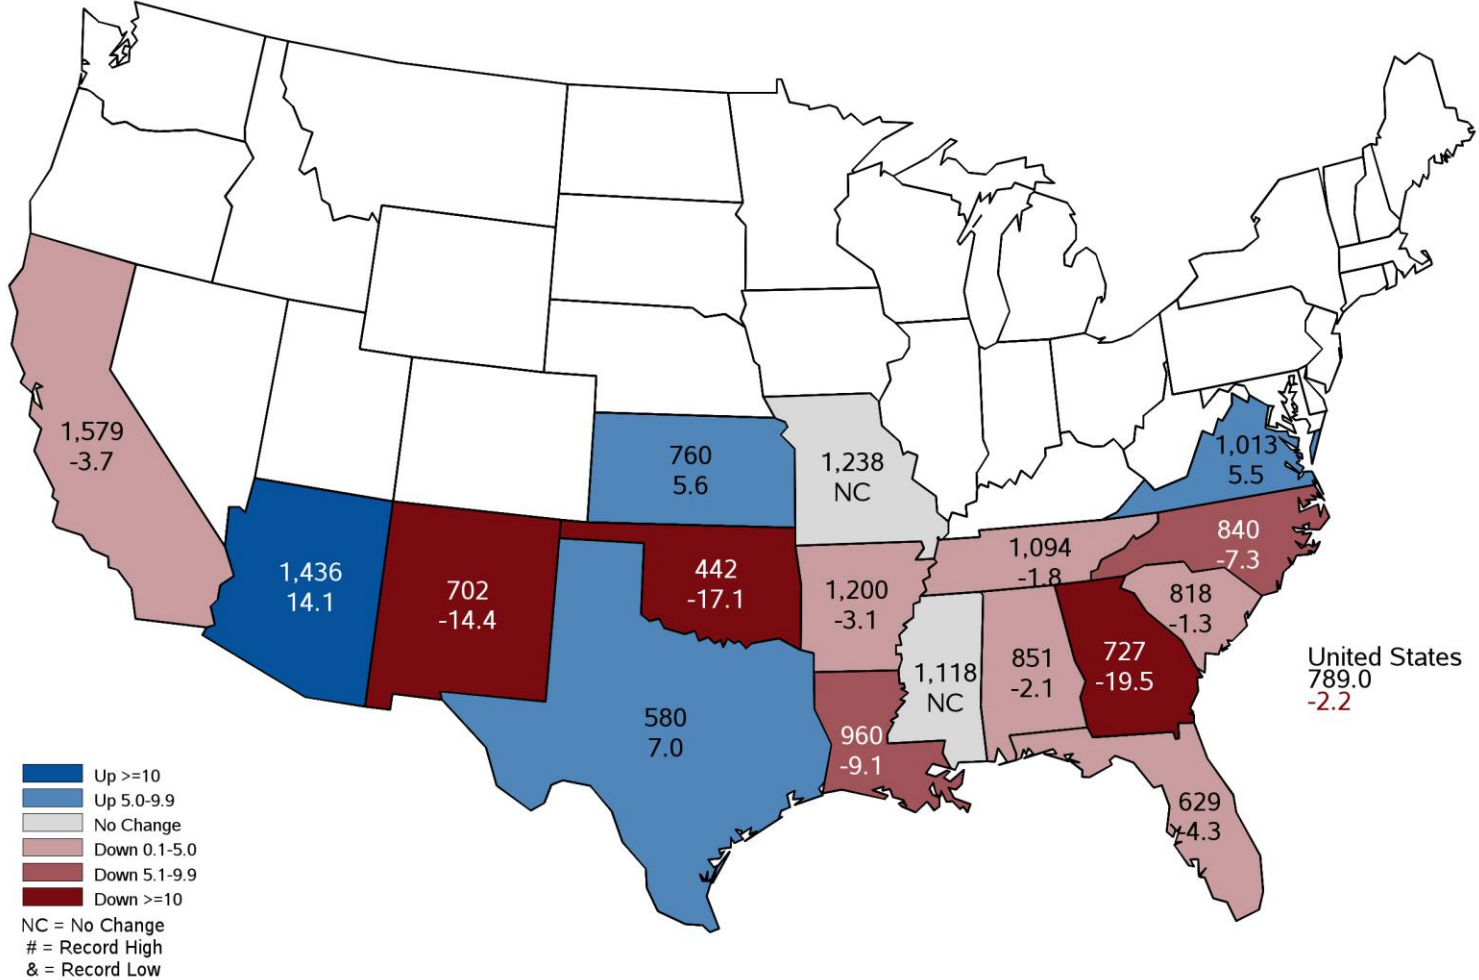 1,579
-3.7
1,436
14.1
702
-14.4
760
5.6
442
-17.1
580
7.0
1,238
NC
1,200
-3.1
960
-9.1
1,118
NC
1,094
-1.8
851
-2.1
727
-19.5
629
-4.3
818
-1.3
840
-7.3
1,013
5.5
United States
789.0
-2.2
Up >=10
Up 5.0-9.9
No Change
Down 0.1-5.0
Down 5.1-9.9
Down >=10
NC = No Change
# = Record High
& = Record Low